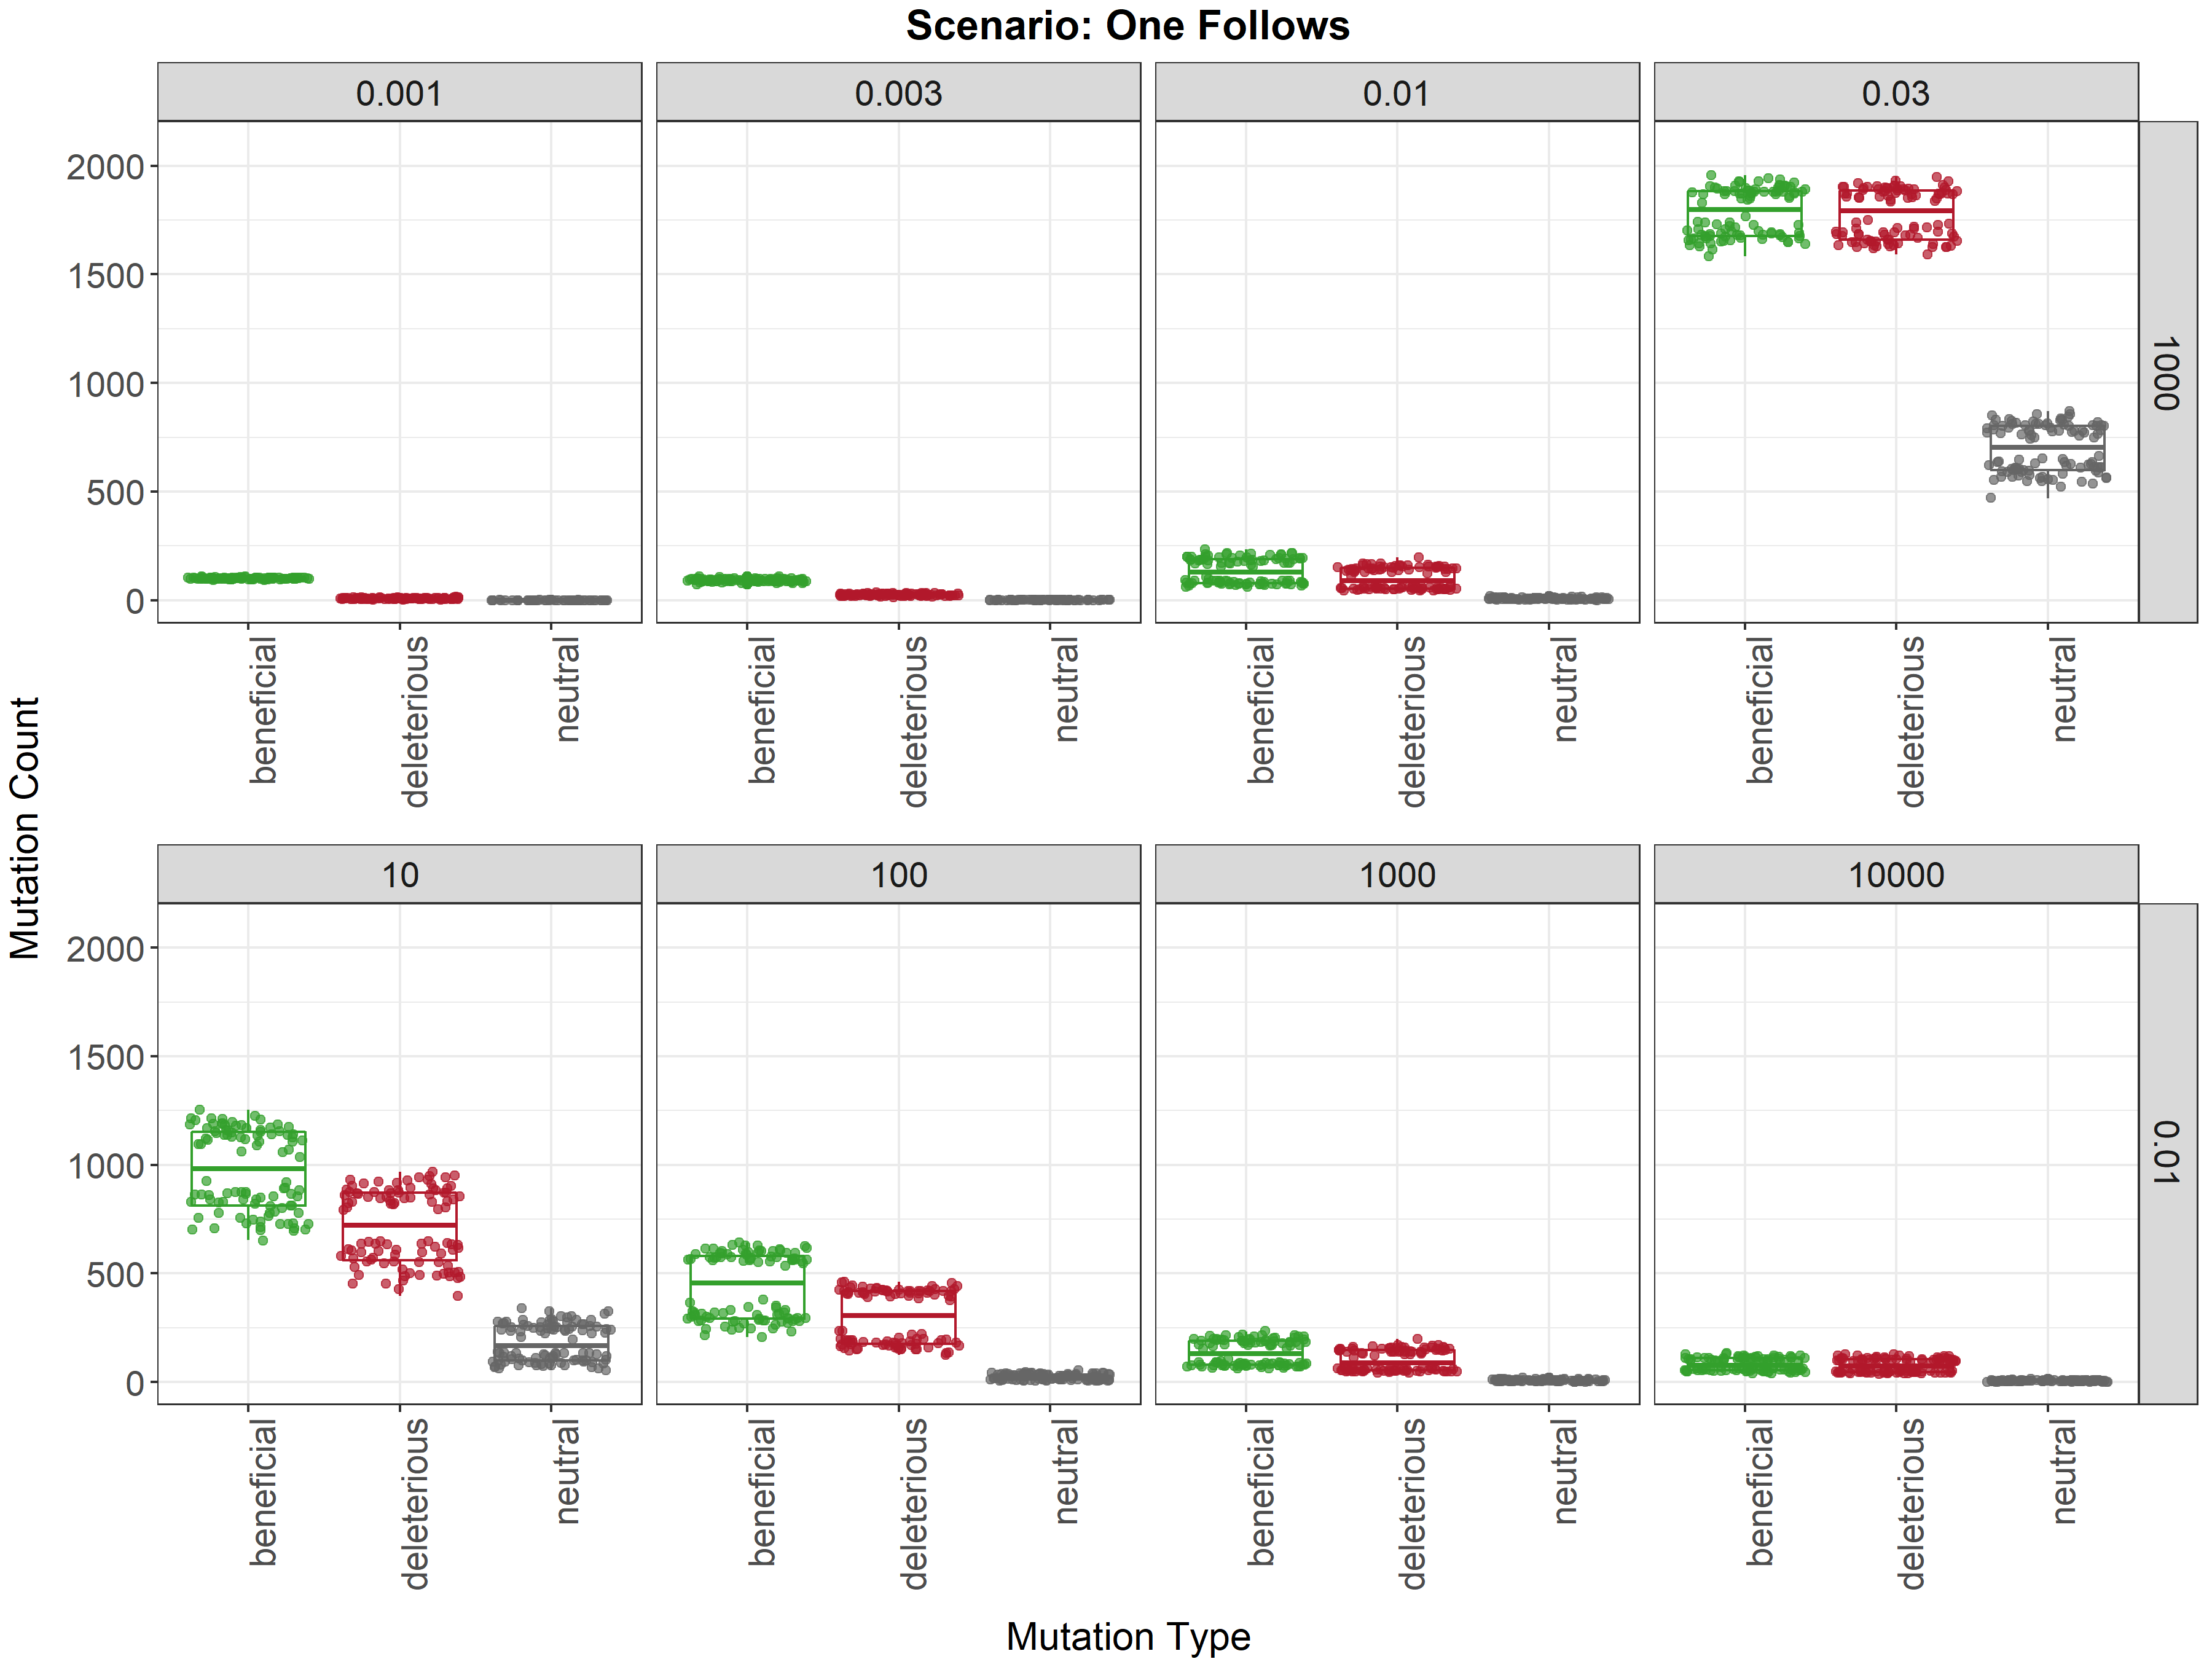 Scenario: One Follows
0.001
0.003
0.01
0.03
2000
1500
1000
500
0
1000
beneficial
deleterious
neutral
beneficial
deleterious
neutral
beneficial
deleterious
neutral
beneficial
deleterious
neutral
Mutation Count
10
100
1000
10000
2000
1500
1000
500
0
0.01
beneficial
deleterious
neutral
beneficial
deleterious
neutral
beneficial
deleterious
neutral
beneficial
deleterious
neutral
Mutation Type